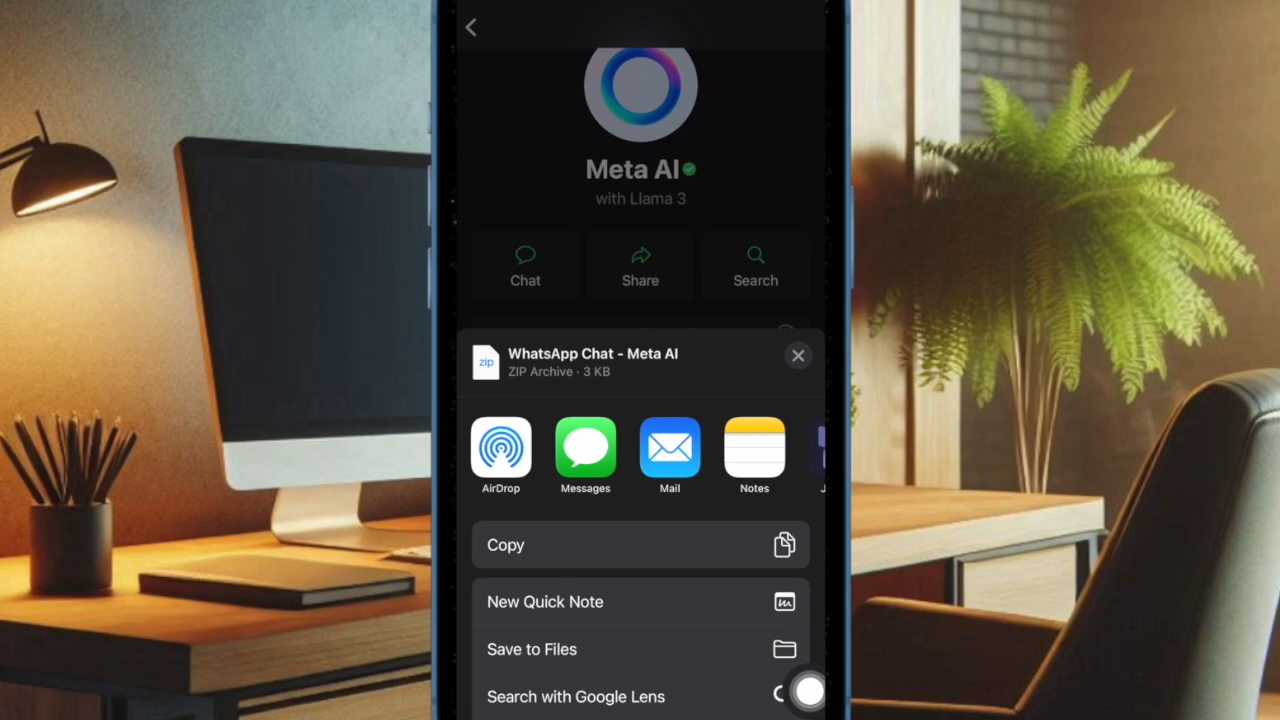 Meta AI
with Llama 3
Chat
Share
Search
zip
WhatsApp Chat - Meta AI
ZIP Archive · 3 KB
AirDrop
Messages
Mail
Notes
J
Copy
New Quick Note
Save to Files
Search with Google Lens